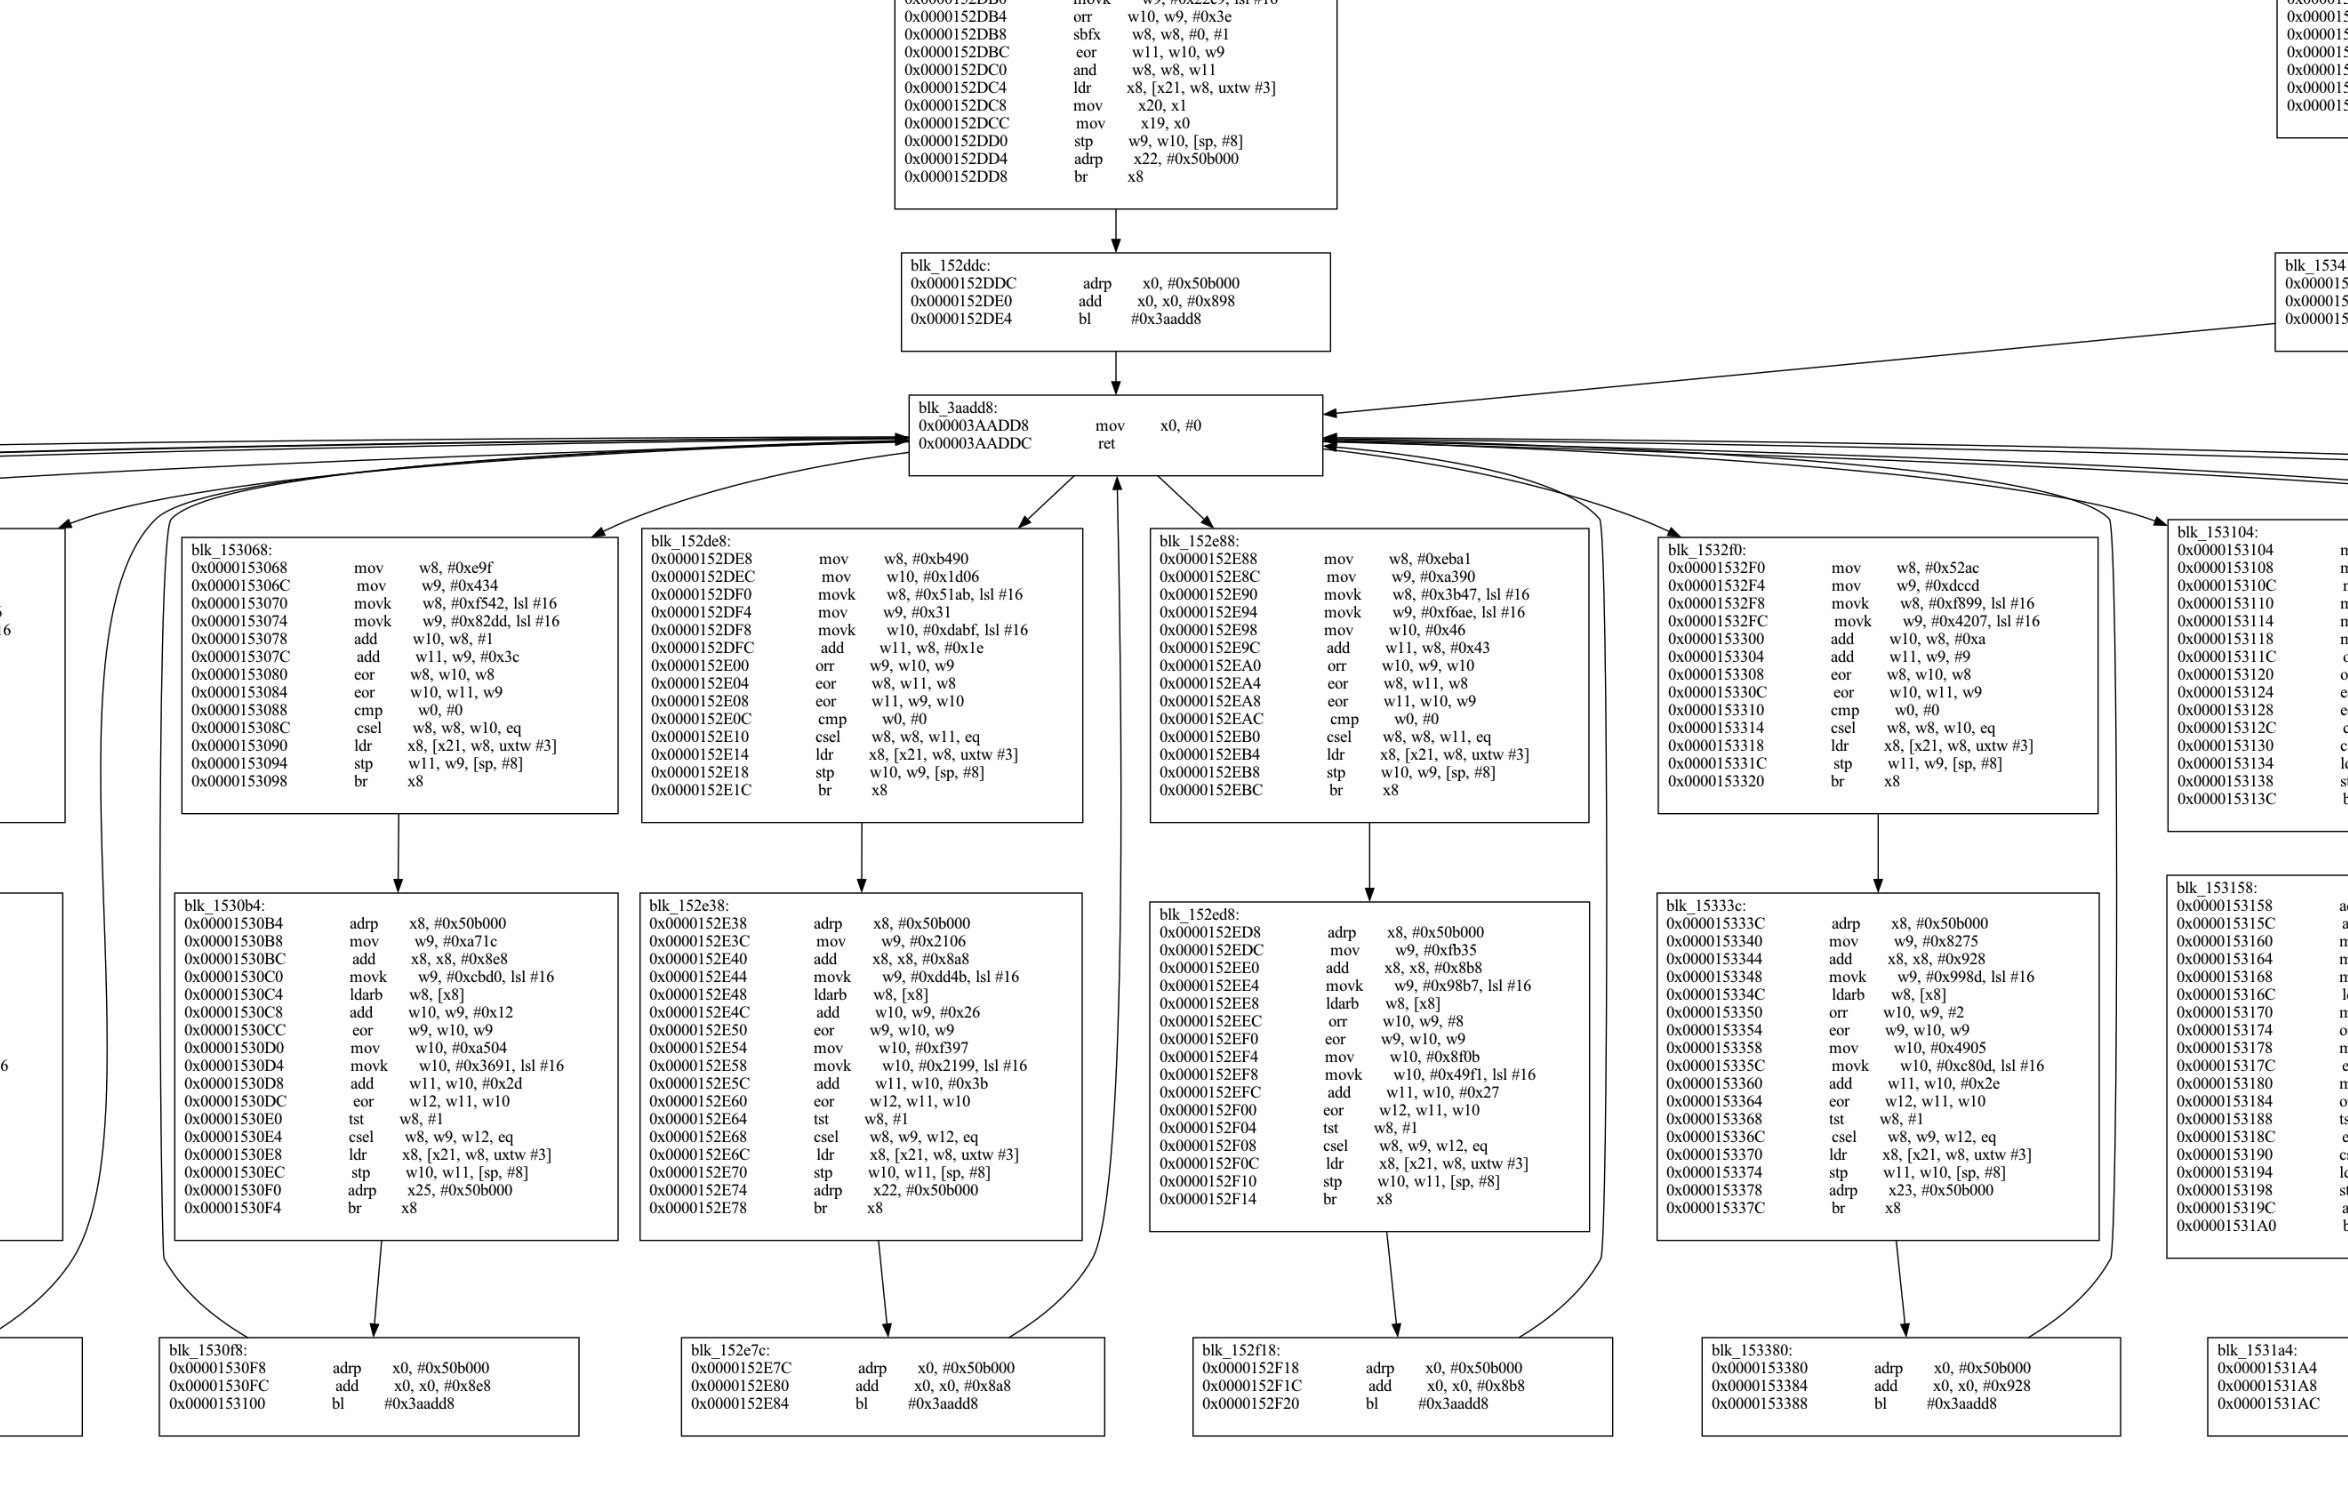 0x0000152DB0 movk w9, #0x22c9, lsl #16
0x0000152DB4 orr w10, w9, #0x3e
0x0000152DB8 sbfx w8, w8, #0, #1
0x0000152DBC eor w11, w10, w9
0x0000152DC0 and w8, w8, w11
0x0000152DC4 ldr x8, [x21, w8, uxtw #3]
0x0000152DC8 mov x20, x1
0x0000152DCC mov x19, x0
0x0000152DD0 stp w9, w10, [sp, #8]
0x0000152DD4 adrp x22, #0x50b000
0x0000152DD8 br x8
blk_152ddc:
0x0000152DDC adrp x0, #0x50b000
0x0000152DE0 add x0, x0, #0x898
0x0000152DE4 bl #0x3aadd8
blk_1534
0x000015
0x000015
0x000015
blk_3aadd8:
0x00003AADD8 mov x0, #0
0x00003AADDC ret
blk_153068:
0x0000153068 mov w8, #0xe9f
0x000015306C mov w9, #0x434
0x0000153070 movk w8, #0xf542, lsl #16
0x0000153074 movk w9, #0x82dd, lsl #16
0x0000153078 add w10, w8, #1
0x000015307C add w11, w9, #0x3c
0x0000153080 eor w8, w10, w8
0x0000153084 eor w10, w11, w9
0x0000153088 cmp w0, #0
0x000015308C csel w8, w8, w10, eq
0x0000153090 ldr x8, [x21, w8, uxtw #3]
0x0000153094 stp w11, w9, [sp, #8]
0x0000153098 br x8
blk_152de8:
0x0000152DE8 mov w8, #0xb490
0x0000152DEC mov w10, #0x1d06
0x0000152DF0 movk w8, #0x51ab, lsl #16
0x0000152DF4 mov w9, #0x31
0x0000152DF8 movk w10, #0xdabf, lsl #16
0x0000152DFC add w11, w8, #0x1e
0x0000152E00 orr w9, w10, w9
0x0000152E04 eor w8, w11, w8
0x0000152E08 eor w11, w9, w10
0x0000152E0C cmp w0, #0
0x0000152E10 csel w8, w8, w11, eq
0x0000152E14 ldr x8, [x21, w8, uxtw #3]
0x0000152E18 stp w10, w9, [sp, #8]
0x0000152E1C br x8
blk_152e88:
0x0000152E88 mov w8, #0xeba1
0x0000152E8C mov w9, #0xa390
0x0000152E90 movk w8, #0x3b47, lsl #16
0x0000152E94 movk w9, #0xf6ae, lsl #16
0x0000152E98 mov w10, #0x46
0x0000152E9C add w11, w8, #0x43
0x0000152EA0 orr w10, w9, w10
0x0000152EA4 eor w8, w11, w8
0x0000152EA8 eor w11, w10, w9
0x0000152EAC cmp w0, #0
0x0000152EB0 csel w8, w8, w11, eq
0x0000152EB4 ldr x8, [x21, w8, uxtw #3]
0x0000152EB8 stp w10, w9, [sp, #8]
0x0000152EBC br x8
blk_1532f0:
0x00001532F0 mov w8, #0x52ac
0x00001532F4 mov w9, #0xdccd
0x00001532F8 movk w8, #0xf899, lsl #16
0x00001532FC movk w9, #0x4207, lsl #16
0x0000153300 add w10, w8, #0xa
0x0000153304 add w11, w9, #9
0x0000153308 eor w8, w10, w8
0x000015330C eor w10, w11, w9
0x0000153310 cmp w0, #0
0x0000153314 csel w8, w8, w10, eq
0x0000153318 ldr x8, [x21, w8, uxtw #3]
0x000015331C stp w11, w9, [sp, #8]
0x0000153320 br x8
blk_153104:
0x0000153104
0x0000153108
0x000015310C
0x0000153110
0x0000153114
0x0000153118
0x000015311C
0x0000153120
0x0000153124
0x0000153128
0x000015312C
0x0000153130
0x0000153134
0x0000153138
0x000015313C
blk_1530b4:
0x00001530B4 adrp x8, #0x50b000
0x00001530B8 mov w9, #0xa71c
0x00001530BC add x8, x8, #0x8e8
0x00001530C0 movk w9, #0xcbd0, lsl #16
0x00001530C4 ldarb w8, [x8]
0x00001530C8 add w10, w9, #0x12
0x00001530CC eor w9, w10, w9
0x00001530D0 mov w10, #0xa504
0x00001530D4 movk w10, #0x3691, lsl #16
0x00001530D8 add w11, w10, #0x2d
0x00001530DC eor w12, w11, w10
0x00001530E0 tst w8, #1
0x00001530E4 csel w8, w9, w12, eq
0x00001530E8 ldr x8, [x21, w8, uxtw #3]
0x00001530EC stp w10, w11, [sp, #8]
0x00001530F0 adrp x25, #0x50b000
0x00001530F4 br x8
blk_152e38:
0x0000152E38 adrp x8, #0x50b000
0x0000152E3C mov w9, #0x2106
0x0000152E40 add x8, x8, #0x8a8
0x0000152E44 movk w9, #0xdd4b, lsl #16
0x0000152E48 ldarb w8, [x8]
0x0000152E4C add w10, w9, #0x26
0x0000152E50 eor w9, w10, w9
0x0000152E54 mov w10, #0xf397
0x0000152E58 movk w10, #0x2199, lsl #16
0x0000152E5C add w11, w10, #0x3b
0x0000152E60 eor w12, w11, w10
0x0000152E64 tst w8, #1
0x0000152E68 csel w8, w9, w12, eq
0x0000152E6C ldr x8, [x21, w8, uxtw #3]
0x0000152E70 stp w10, w11, [sp, #8]
0x0000152E74 adrp x22, #0x50b000
0x0000152E78 br x8
blk_152ed8:
0x0000152ED8 adrp x8, #0x50b000
0x0000152EDC mov w9, #0xfb35
0x0000152EE0 add x8, x8, #0x8b8
0x0000152EE4 movk w9, #0x98b7, lsl #16
0x0000152EE8 ldarb w8, [x8]
0x0000152EEC orr w10, w9, #8
0x0000152EF0 eor w9, w10, w9
0x0000152EF4 mov w10, #0x8f0b
0x0000152EF8 movk w10, #0x49f1, lsl #16
0x0000152EFC add w11, w10, #0x27
0x0000152F00 eor w12, w11, w10
0x0000152F04 tst w8, #1
0x0000152F08 csel w8, w9, w12, eq
0x0000152F0C ldr x8, [x21, w8, uxtw #3]
0x0000152F10 stp w10, w11, [sp, #8]
0x0000152F14 br x8
blk_15333c:
0x000015333C adrp x8, #0x50b000
0x0000153340 mov w9, #0x8275
0x0000153344 add x8, x8, #0x928
0x0000153348 movk w9, #0x998d, lsl #16
0x000015334C ldarb w8, [x8]
0x0000153350 orr w10, w9, #2
0x0000153354 eor w9, w10, w9
0x0000153358 mov w10, #0x4905
0x000015335C movk w10, #0xc80d, lsl #16
0x0000153360 add w11, w10, #0x2e
0x0000153364 eor w12, w11, w10
0x0000153368 tst w8, #1
0x000015336C csel w8, w9, w12, eq
0x0000153370 ldr x8, [x21, w8, uxtw #3]
0x0000153374 stp w11, w10, [sp, #8]
0x0000153378 adrp x23, #0x50b000
0x000015337C br x8
blk_153158:
0x0000153158
0x000015315C
0x0000153160
0x0000153164
0x0000153168
0x000015316C
0x0000153170
0x0000153174
0x0000153178
0x000015317C
0x0000153180
0x0000153184
0x0000153188
0x000015318C
0x0000153190
0x0000153194
0x0000153198
0x000015319C
0x00001531A0
blk_1530f8:
0x00001530F8 adrp x0, #0x50b000
0x00001530FC add x0, x0, #0x8e8
0x0000153100 bl #0x3aadd8
blk_152e7c:
0x0000152E7C adrp x0, #0x50b000
0x0000152E80 add x0, x0, #0x8a8
0x0000152E84 bl #0x3aadd8
blk_152f18:
0x0000152F18 adrp x0, #0x50b000
0x0000152F1C add x0, x0, #0x8b8
0x0000152F20 bl #0x3aadd8
blk_153380:
0x0000153380 adrp x0, #0x50b000
0x0000153384 add x0, x0, #0x928
0x0000153388 bl #0x3aadd8
blk_1531a4:
0x00001531A4
0x00001531A8
0x00001531AC